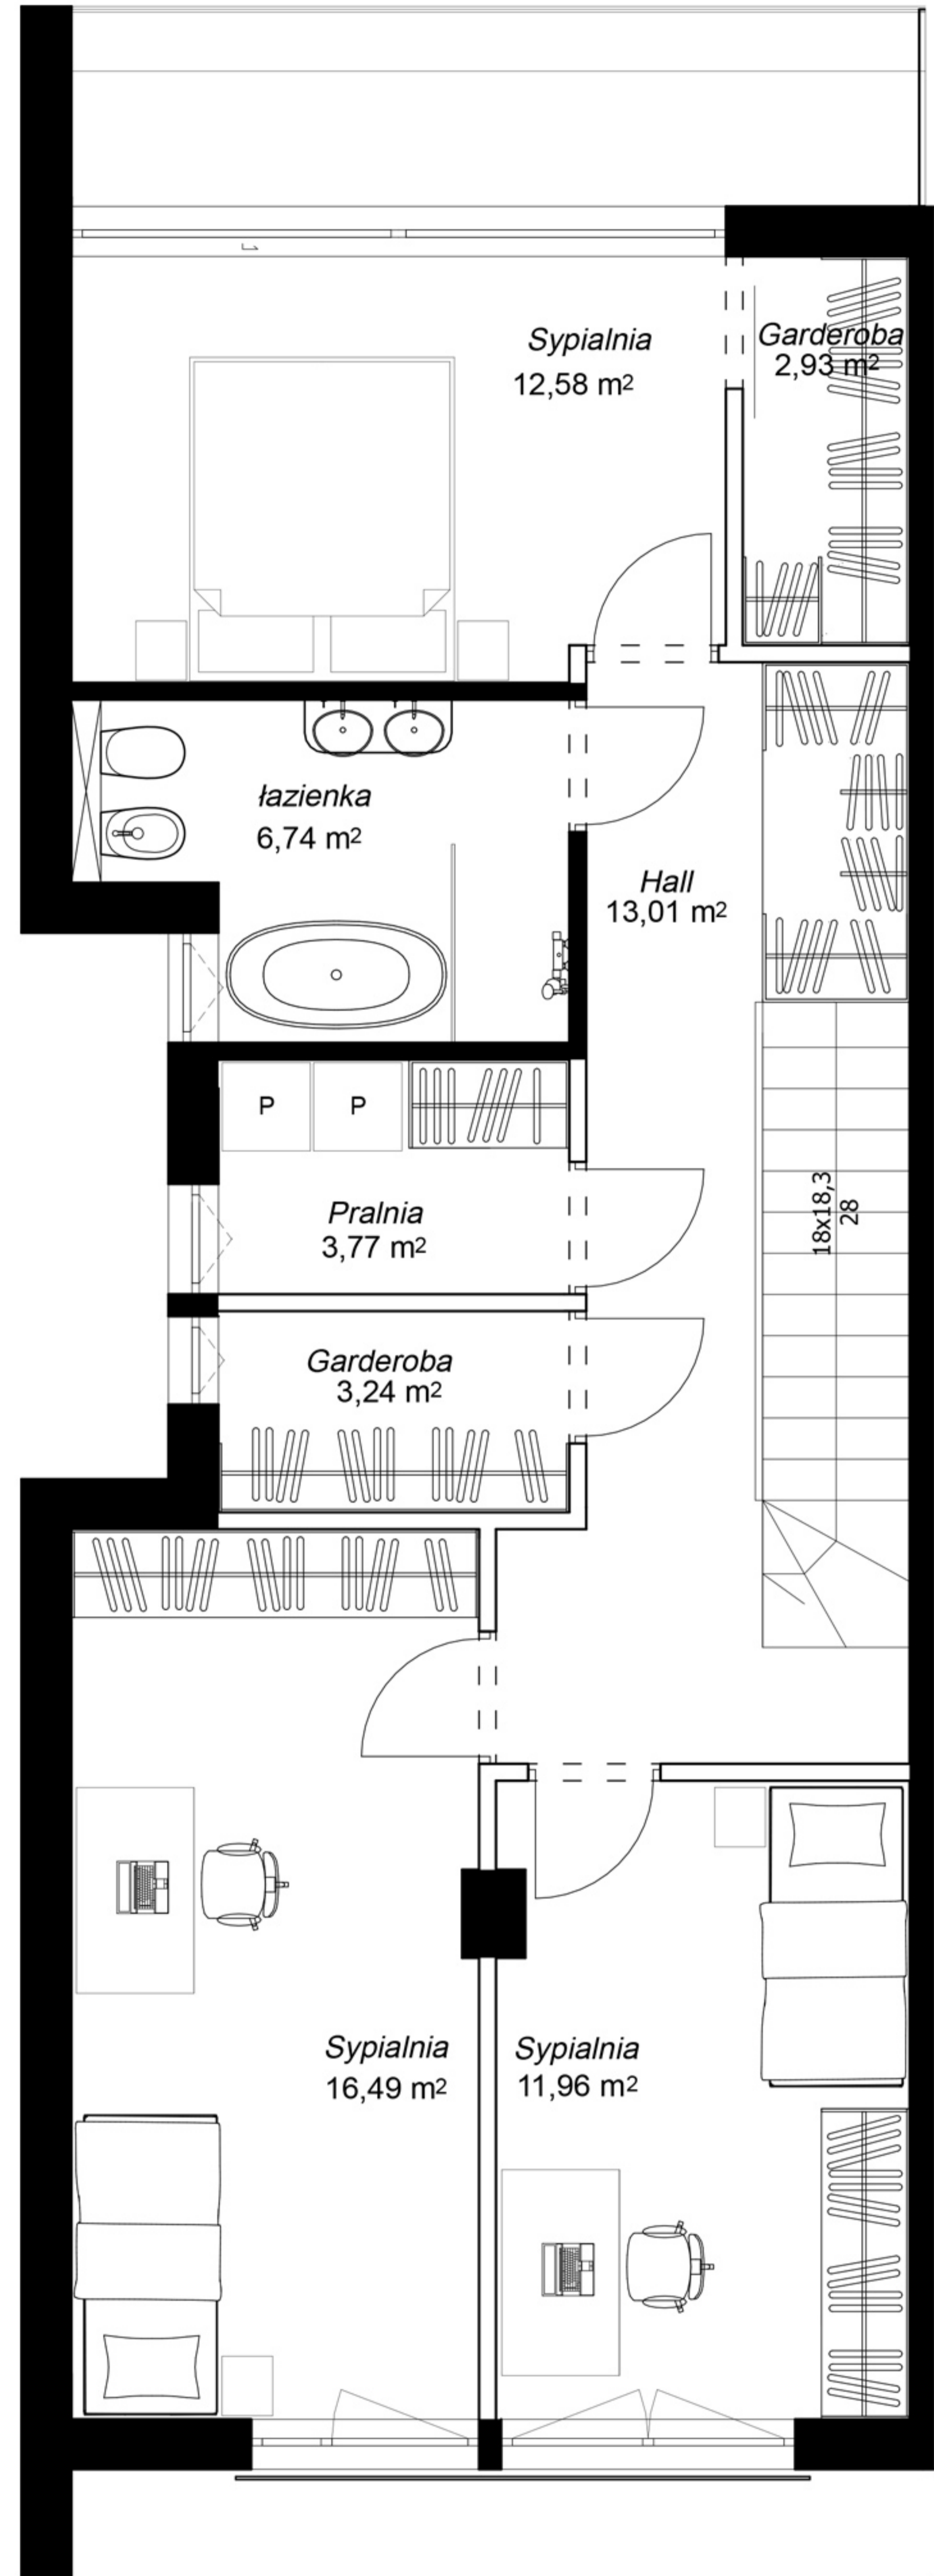 Sypialnia
12,58 m²
Garderoba
2,93 m²
łazienka
6,74 m²
Hall
13,01 m²
P
P
Pralnia
3,77 m²
18x18,3
28
Garderoba
3,24 m²
Sypialnia
16,49 m²
Sypialnia
11,96 m²